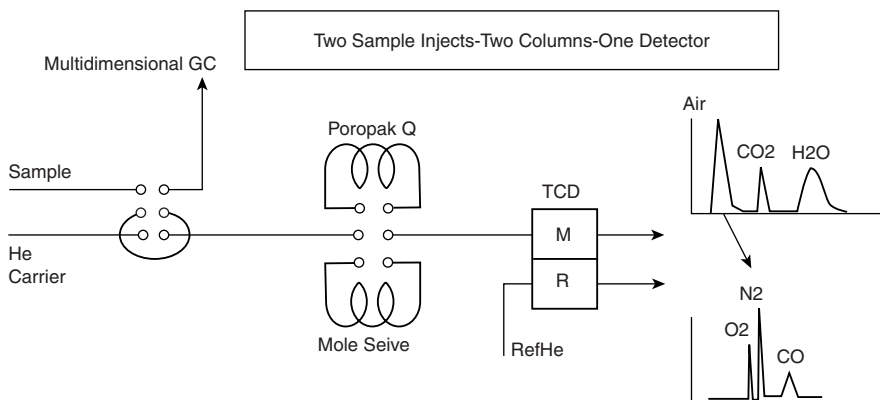 Two Sample Injects-Two Columns-One Detector
Multidimensional GC
Sample
He
Carrier
Poropak Q
Mole Seive
TCD
M
R
RefHe
Air
CO2
H2O
N2
O2
CO